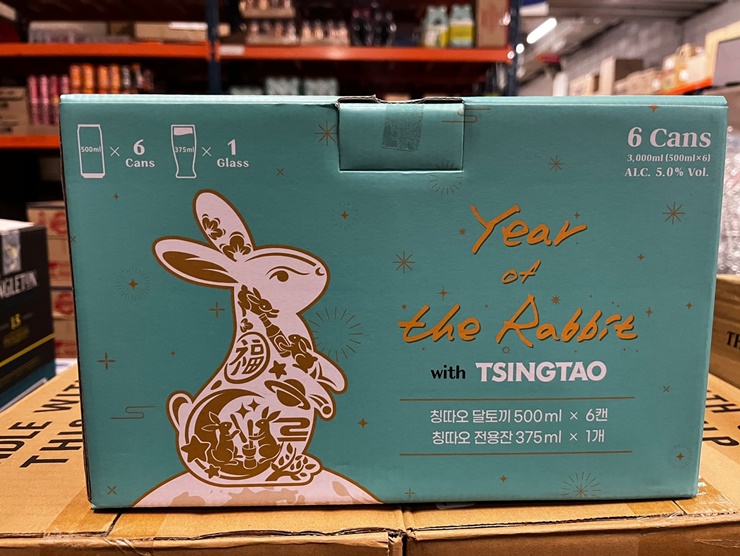 500ml × 6 Cans
375ml × 1 Glass
6 Cans
3,000ml (500ml×6)
ALC. 5.0% Vol.
Year
of
the Rabbit
with TSINGTAO
칭따오 달토끼 500ml × 6캔
칭따오 전용잔 375ml × 1개
福
15